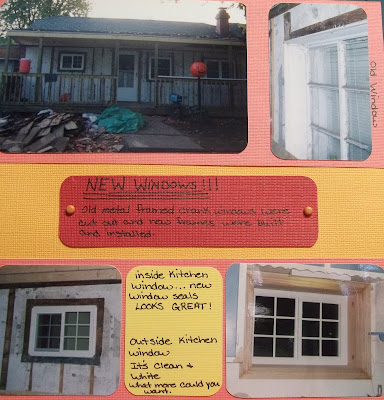 Old Window
NEW WINDOWS!!!
Old metal framed crank windows were
cut out and new frames were built
and installed.
inside Kitchen
Window... new
window seals
LOOKS GREAT!
Outside Kitchen
Window
It's Clean +
White
What more could you
want.